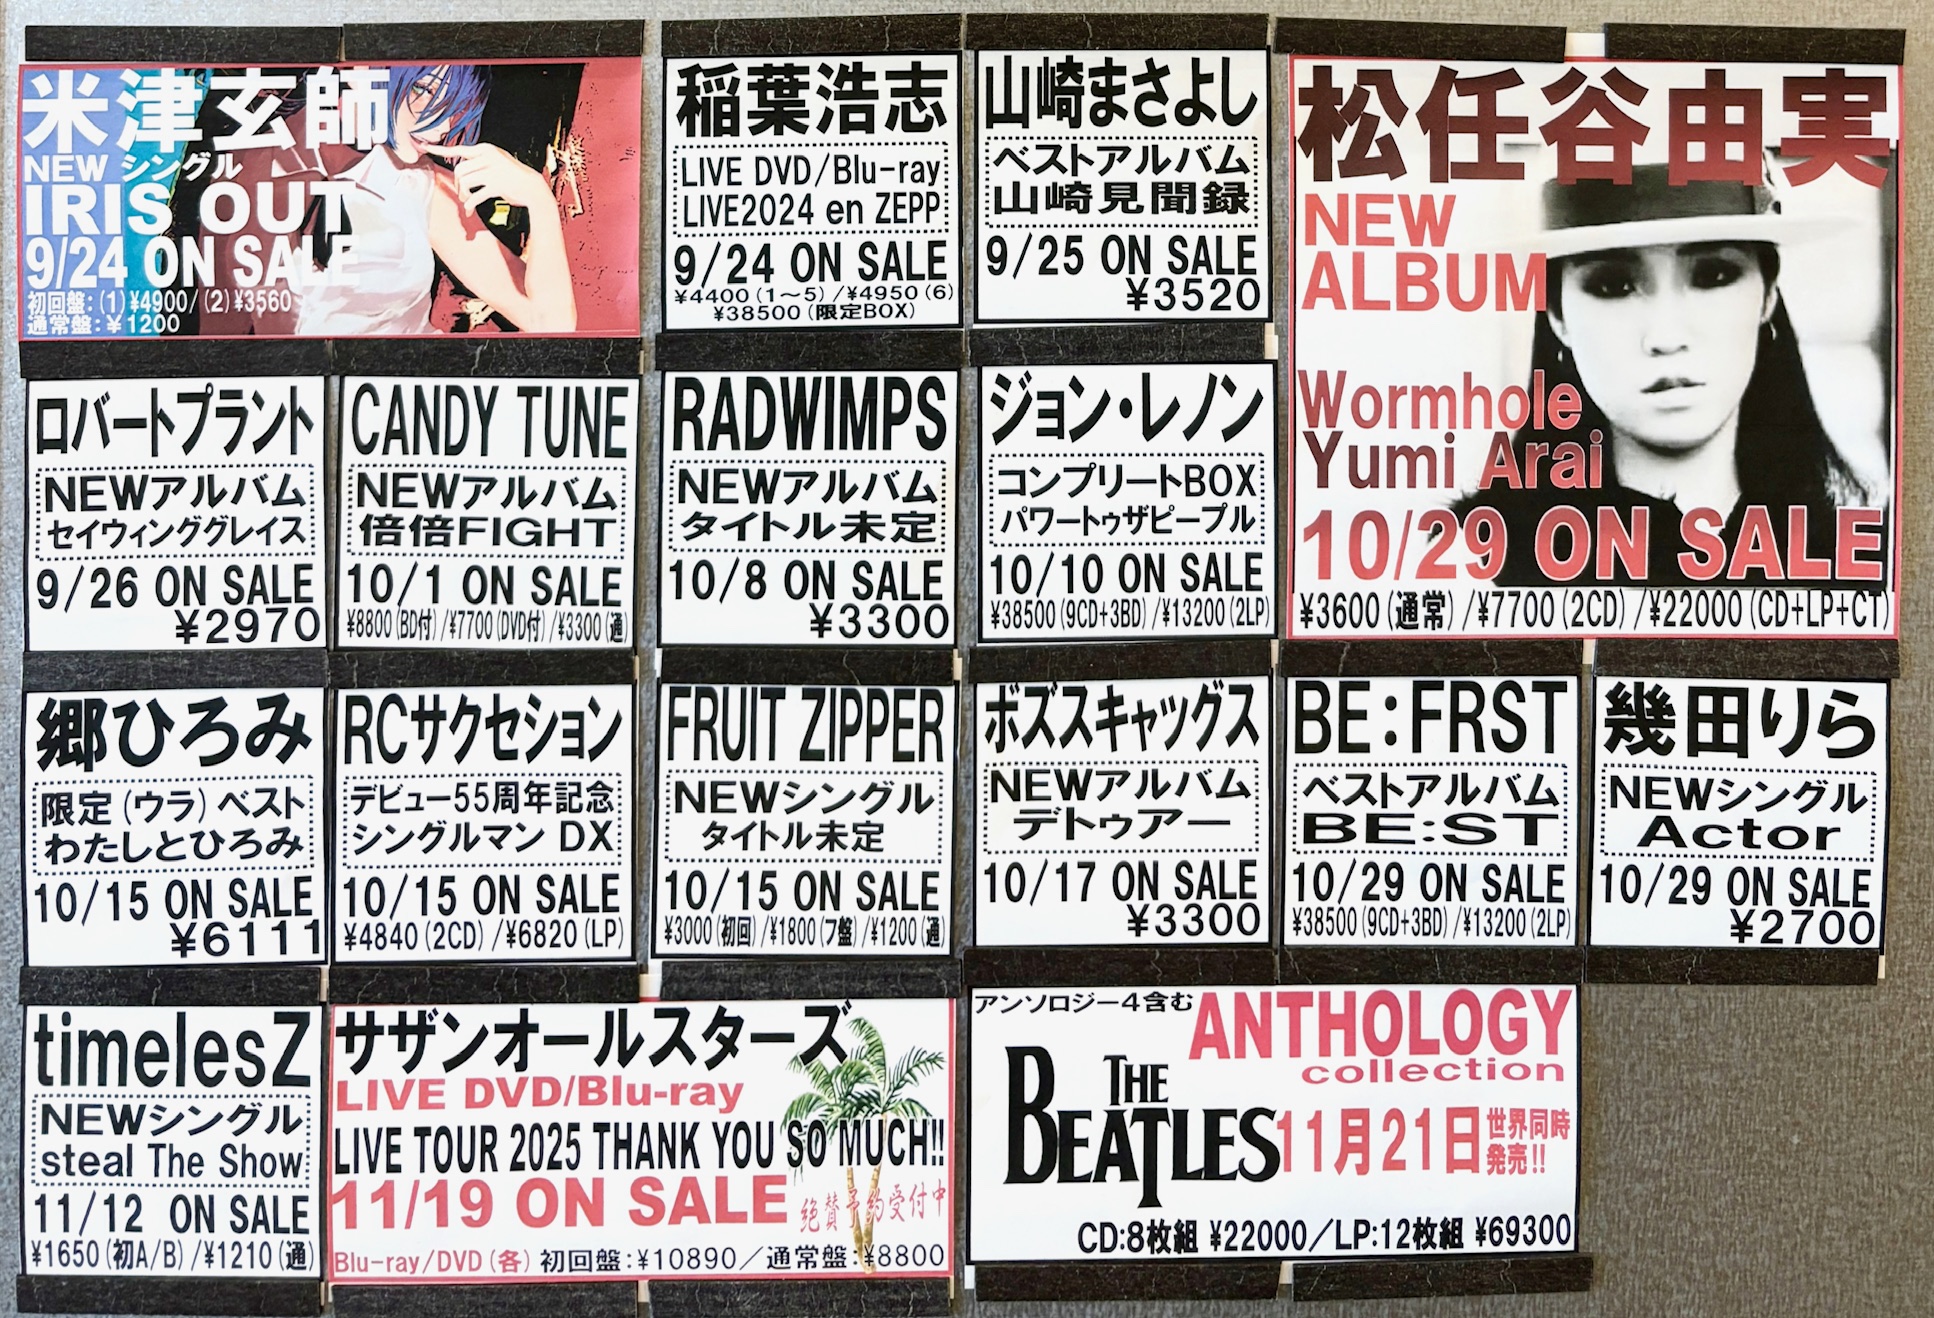 米津玄師
NEW シングル
IRIS OUT
9/24 ON SALE
初回盤:(1)¥4900/(2)¥3560
通常盤:¥1200
稲葉浩志
LIVE DVD/Blu-ray
LIVE2024 en ZEPP
9/24 ON SALE
¥4400(1〜5)/¥4950(6)
¥38500(限定BOX)
山崎まさよし
ベストアルバム
山崎見聞録
9/25 ON SALE
¥3520
松任谷由実
NEW
ALBUM
Wormhole
Yumi Arai
10/29 ON SALE
¥3600(通常)/¥7700(2CD)/¥22000(CD+LP+CT)
ロバートプラント
NEWアルバム
セイウィンググレイス
9/26 ON SALE
¥2970
CANDY TUNE
NEWアルバム
倍倍FIGHT
10/1 ON SALE
¥8800(BD付)/¥7700(DVD付)/¥3300(通)
RADWIMPS
NEWアルバム
タイトル未定
10/8 ON SALE
¥3300
ジョン・レノン
コンプリートBOX
パワートゥザピープル
10/10 ON SALE
¥38500(9CD+3BD)/¥13200(2LP)
郷ひろみ
限定(ウラ)ベスト
わたしとひろみ
10/15 ON SALE
¥6111
RCサクセション
デビュー55周年記念
シングルマン DX
10/15 ON SALE
¥4840(2CD)/¥6820(LP)
FRUIT ZIPPER
NEWシングル
タイトル未定
10/15 ON SALE
¥3000(初回)/¥1800(フ盤)/¥1200(通)
ボズスキャッグス
NEWアルバム
デトゥアー
10/17 ON SALE
¥3300
BE:FRST
ベストアルバム
BE:ST
10/29 ON SALE
¥38500(9CD+3BD)/¥13200(2LP)
幾田りら
NEWシングル
Actor
10/29 ON SALE
¥2700
timelesZ
NEWシングル
steal The Show
11/12 ON SALE
¥1650(初A/B)/¥1210(通)
サザンオールスターズ
LIVE DVD/Blu-ray
LIVE TOUR 2025 THANK YOU SO MUCH!!
11/19 ON SALE
絶賛予約受付中
Blu-ray/DVD(各)初回盤:¥10890/通常盤:¥8800
アンソロジー4含む
ANTHOLOGY
collection
THE
BEATLES
11月21日
世界同時
発売!!
CD:8枚組 ¥22000/LP:12枚組 ¥69300